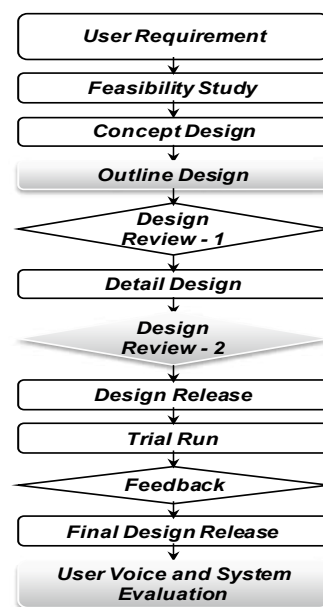 User Requirement
Feasibility Study
Concept Design
Outline Design
Design
Review - 1
Detail Design
Design
Review - 2
Design Release
Trial Run
Feedback
Final Design Release
User Voice and System
Evaluation